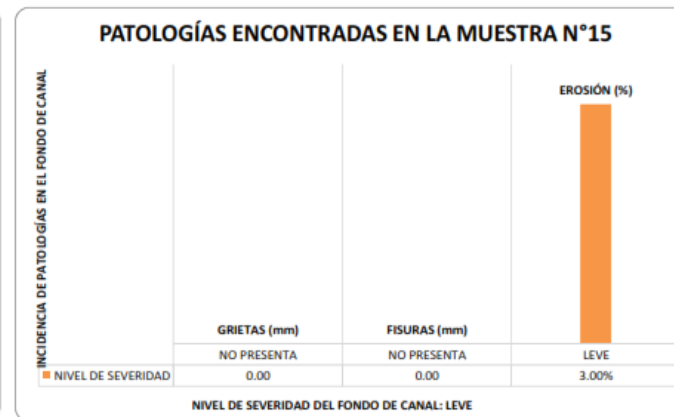 PATOLOGÍAS ENCONTRADAS EN LA MUESTRA N°15
INCIDENCIA DE PATOLOGÍAS EN EL FONDO DE CANAL
EROSIÓN (%)
GRIETAS (mm) FISURAS (mm)
NO PRESENTA NO PRESENTA LEVE
NIVEL DE SEVERIDAD 0.00 0.00 3.00%
NIVEL DE SEVERIDAD DEL FONDO DE CANAL: LEVE